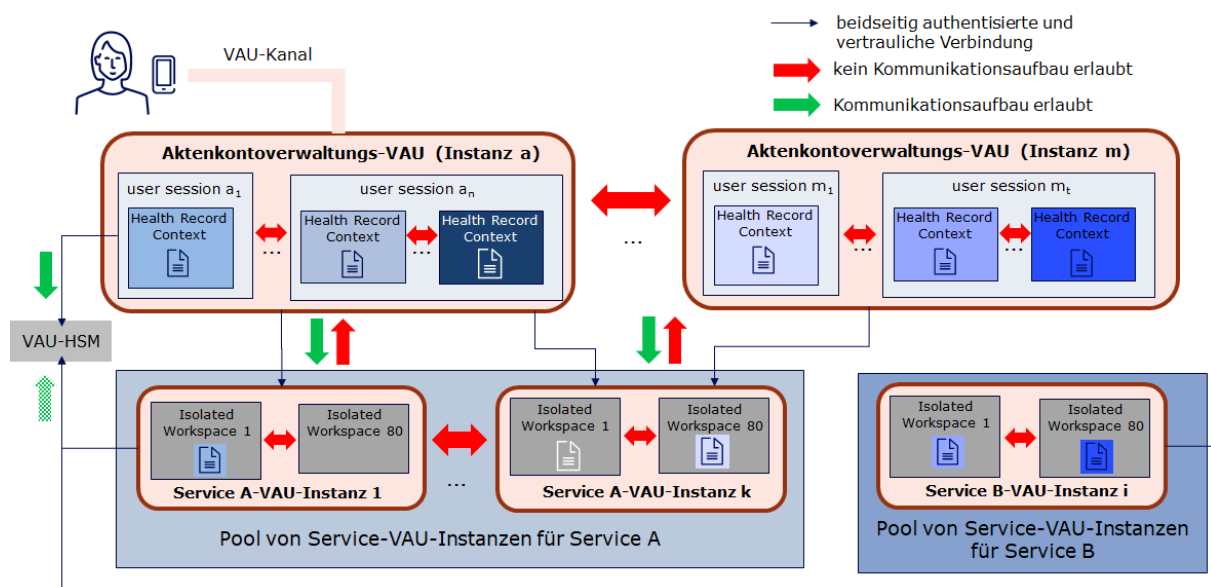 beidseitig authentisierte und
vertrauliche Verbindung
VAU-Kanal
kein Kommunikationsaufbau erlaubt
Kommunikationsaufbau erlaubt
Aktenkontoverwaltungs-VAU (Instanz a)
user session a1
Health Record
Context
...
user session an
Health Record
Context
...
Health Record
Context
...
Aktenkontoverwaltungs-VAU (Instanz m)
user session m1
Health Record
Context
...
user session mt
Health Record
Context
...
Health Record
Context
VAU-HSM
Isolated
Workspace 1
Isolated
Workspace 80
Service A-VAU-Instanz 1
...
Isolated
Workspace 1
Isolated
Workspace 80
Service A-VAU-Instanz k
Pool von Service-VAU-Instanzen für Service A
Isolated
Workspace 1
Isolated
Workspace 80
Service B-VAU-Instanz i
Pool von Service-VAU-Instanzen
für Service B